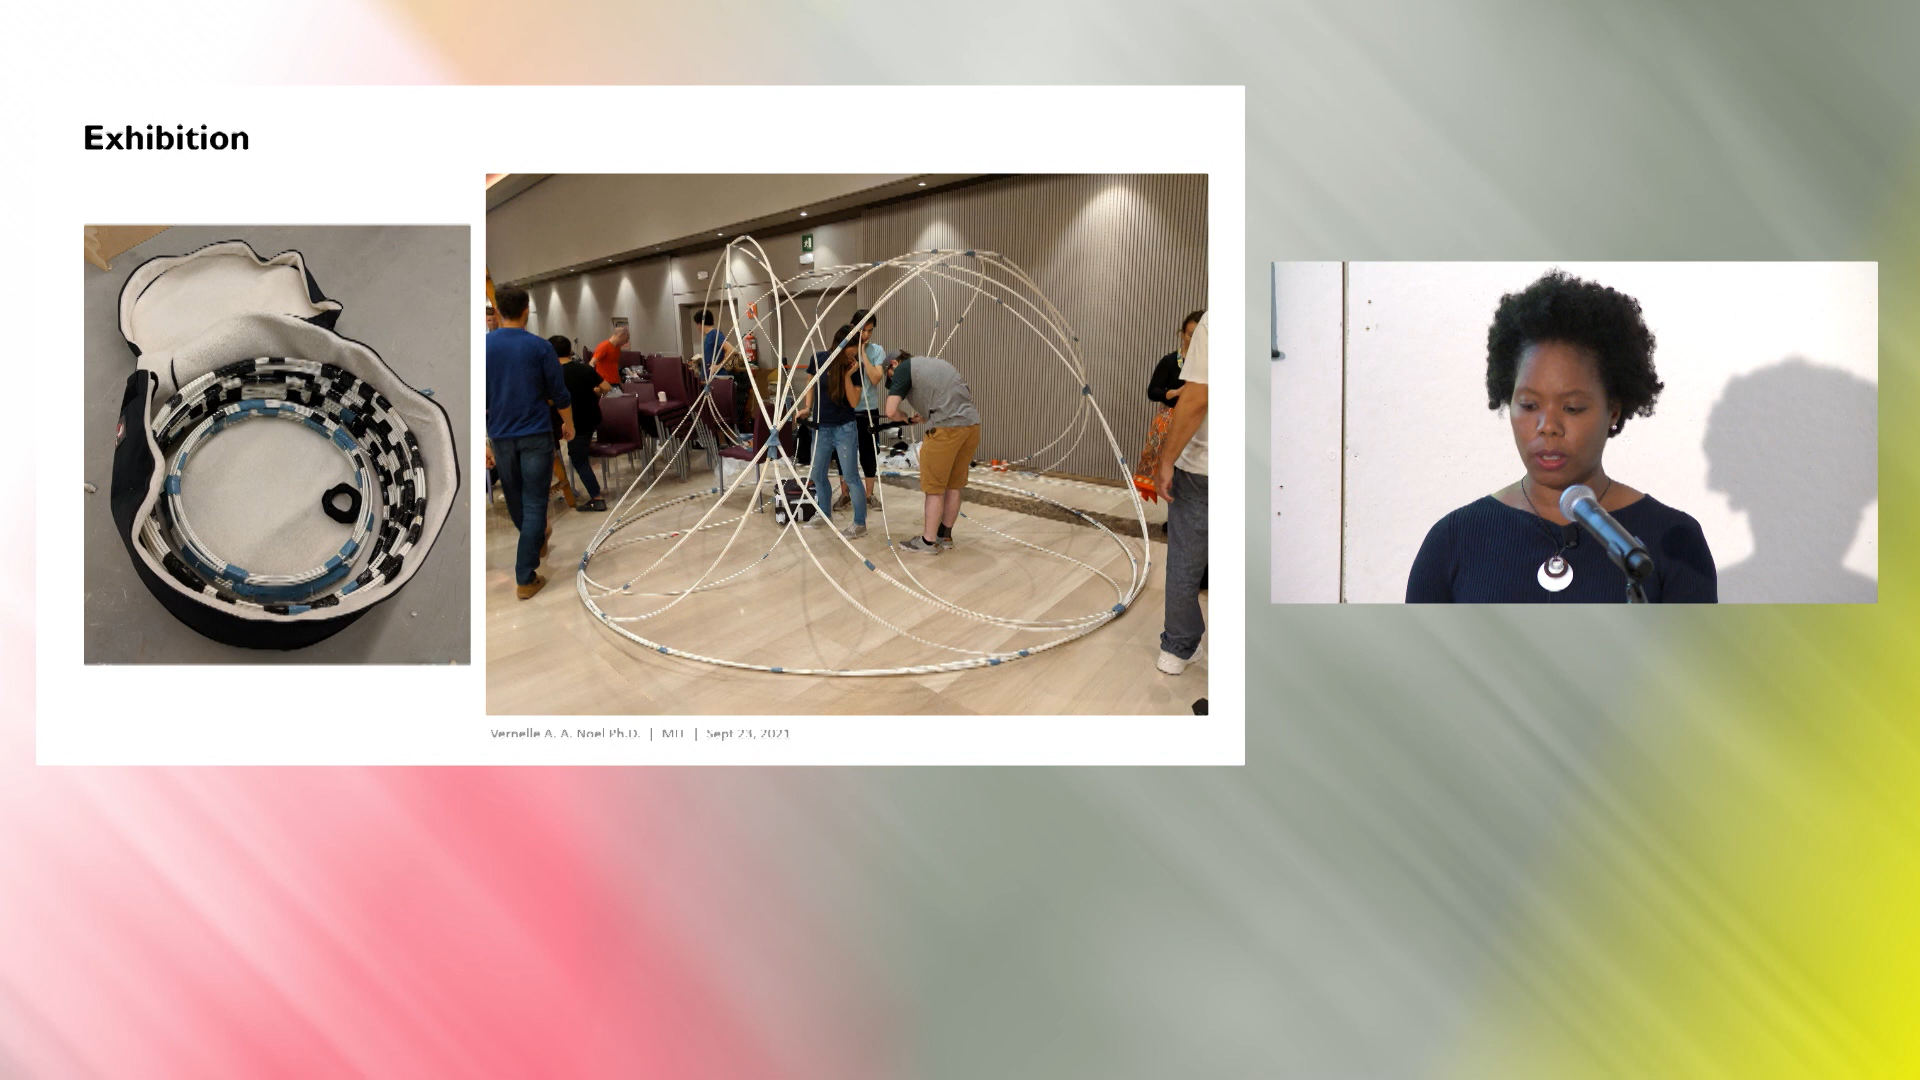 Exhibition
Vernelle A. A. Noel Ph.D. | MIT | Sept 23, 2021